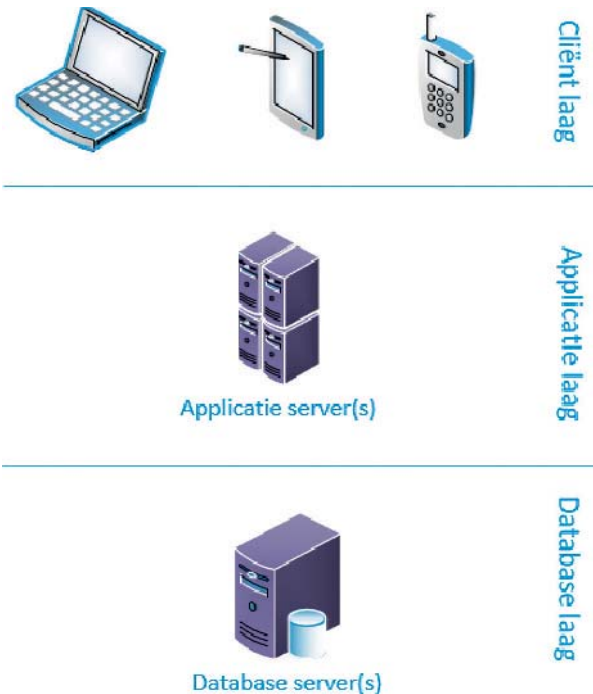 Cliënt laag
Applicatie laag
Applicatie server(s)
Database laag
Database server(s)